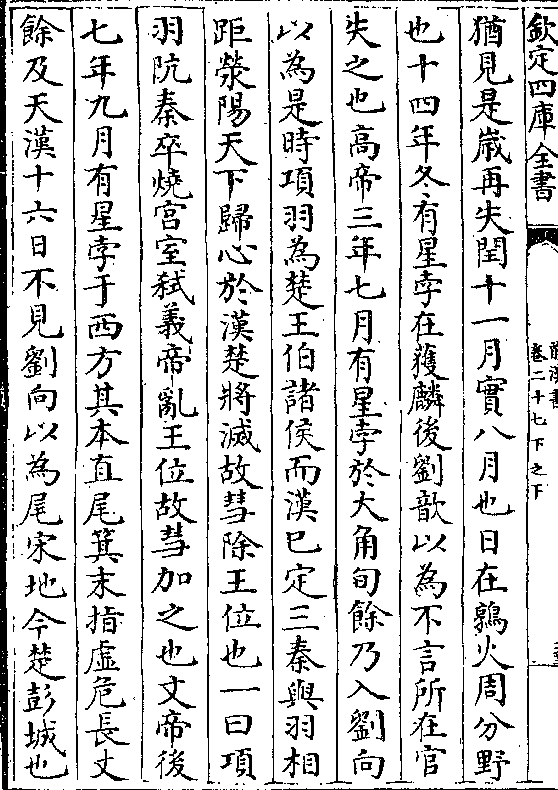 欽定四庫全書
前漢書
卷二十七下之下
猶見是嵗再失閏十一月實八月也日在鶉火周分野
也十四年冬有星孛在獲麟後劉歆以為不言所在官
失之也髙帝三年七月有星孛於大角旬餘乃入劉向
以為是時項羽為楚王伯諸侯而漢已定三秦與羽相
距滎陽天下歸心於漢楚將滅故彗除王位也一曰項
羽阬秦卒燒宫室弑義帝亂王位故彗加之也文帝後
七年九月有星孛于西方其本直尾箕末指虚危長丈
餘及天漢十六日不見劉向以為尾宋地今楚彭城也